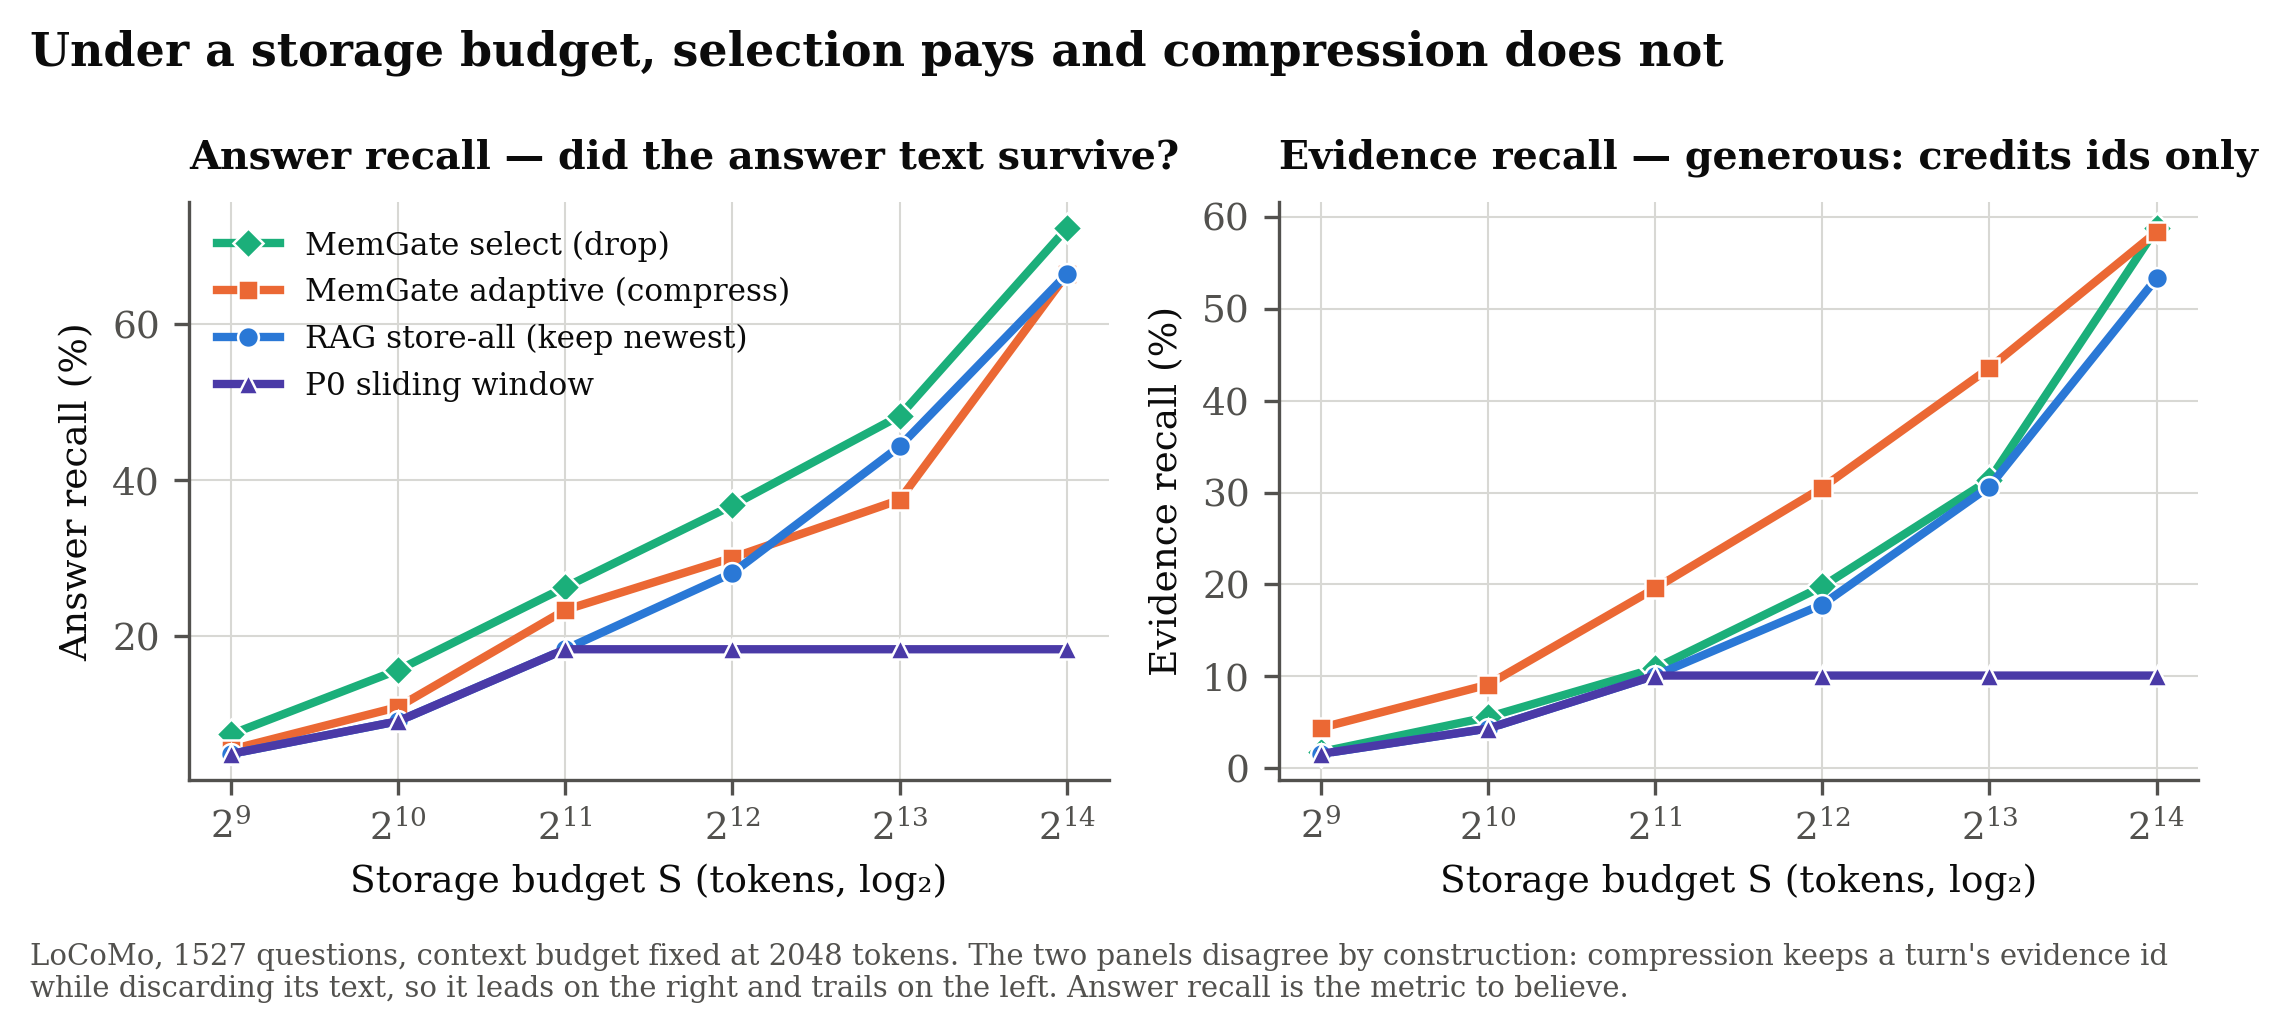 Under a storage budget, selection pays and compression does not
Answer recall — did the answer text survive?
Answer recall (%)
60
40
20
MemGate select (drop)
MemGate adaptive (compress)
RAG store-all (keep newest)
P0 sliding window
2⁹ 2¹⁰ 2¹¹ 2¹² 2¹³ 2¹⁴
Storage budget S (tokens, log₂)
Evidence recall — generous: credits ids only
Evidence recall (%)
60
50
40
30
20
10
0
2⁹ 2¹⁰ 2¹¹ 2¹² 2¹³ 2¹⁴
Storage budget S (tokens, log₂)
LoCoMo, 1527 questions, context budget fixed at 2048 tokens. The two panels disagree by construction: compression keeps a turn's evidence id
while discarding its text, so it leads on the right and trails on the left. Answer recall is the metric to believe.